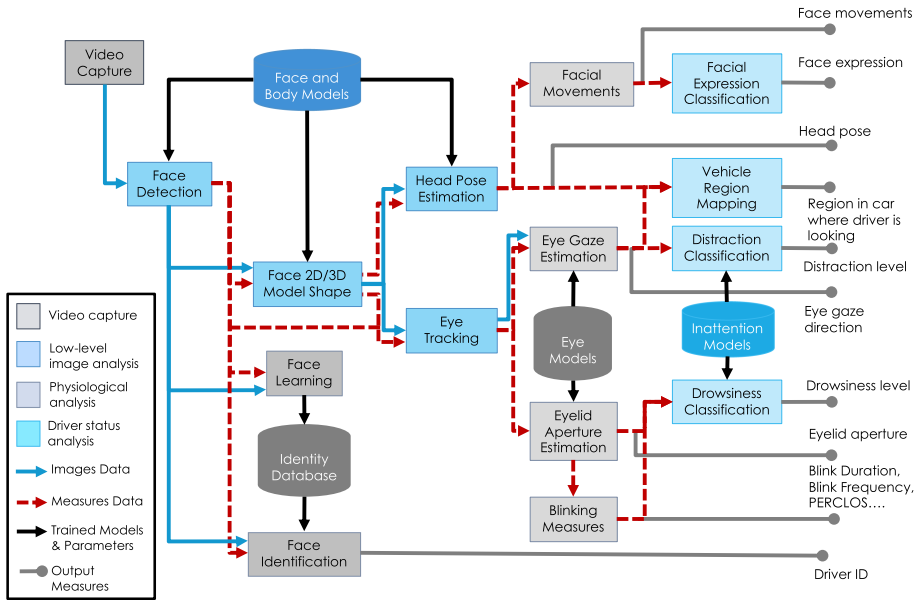 Face movements
Video
Capture
Face and
Body Models
Facial
Movements
Facial
Expression
Classification
Face expression
Head pose
Face
Detection
Head Pose
Estimation
Vehicle
Region
Mapping
Region in car
where driver is
looking
Eye Gaze
Estimation
Distraction
Classification
Distraction level
Face 2D/3D
Model Shape
Eye gaze
direction
Eye
Tracking
Eye
Models
Inattention
Models
Face
Learning
Drowsiness
Classification
Drowsiness level
Eyelid
Aperture
Estimation
Eyelid aperture
Identity
Database
Blink Duration,
Blink Frequency,
PERCLOS....
Blinking
Measures
Face
Identification
Driver ID
Video capture
Low-level
image analysis
Physiological
analysis
Driver status
analysis
Images Data
Measures Data
Trained Models
& Parameters
Output
Measures